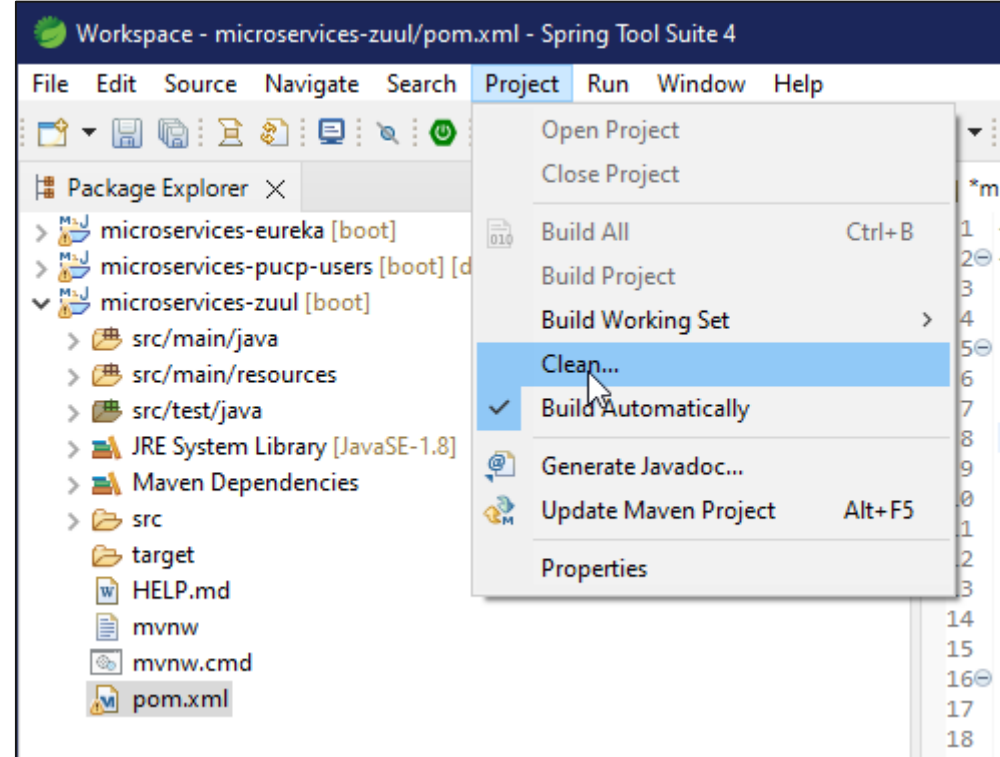 Workspace - microservices-zuul/pom.xml - Spring Tool Suite 4
File Edit Source Navigate Search Project Run Window Help
Package Explorer
microservices-eureka [boot]
microservices-pucp-users [boot] [d
microservices-zuul [boot]
src/main/java
src/main/resources
src/test/java
JRE System Library [JavaSE-1.8]
Maven Dependencies
src
target
HELP.md
mvnw
mvnw.cmd
pom.xml
Open Project
Close Project
Build All Ctrl+B
Build Project
Build Working Set
Clean...
Build Automatically
Generate Javadoc...
Update Maven Project Alt+F5
Properties
*m
1
2
3
4
5
6
7
8
9
0
1
2
3
14
15
16
17
18